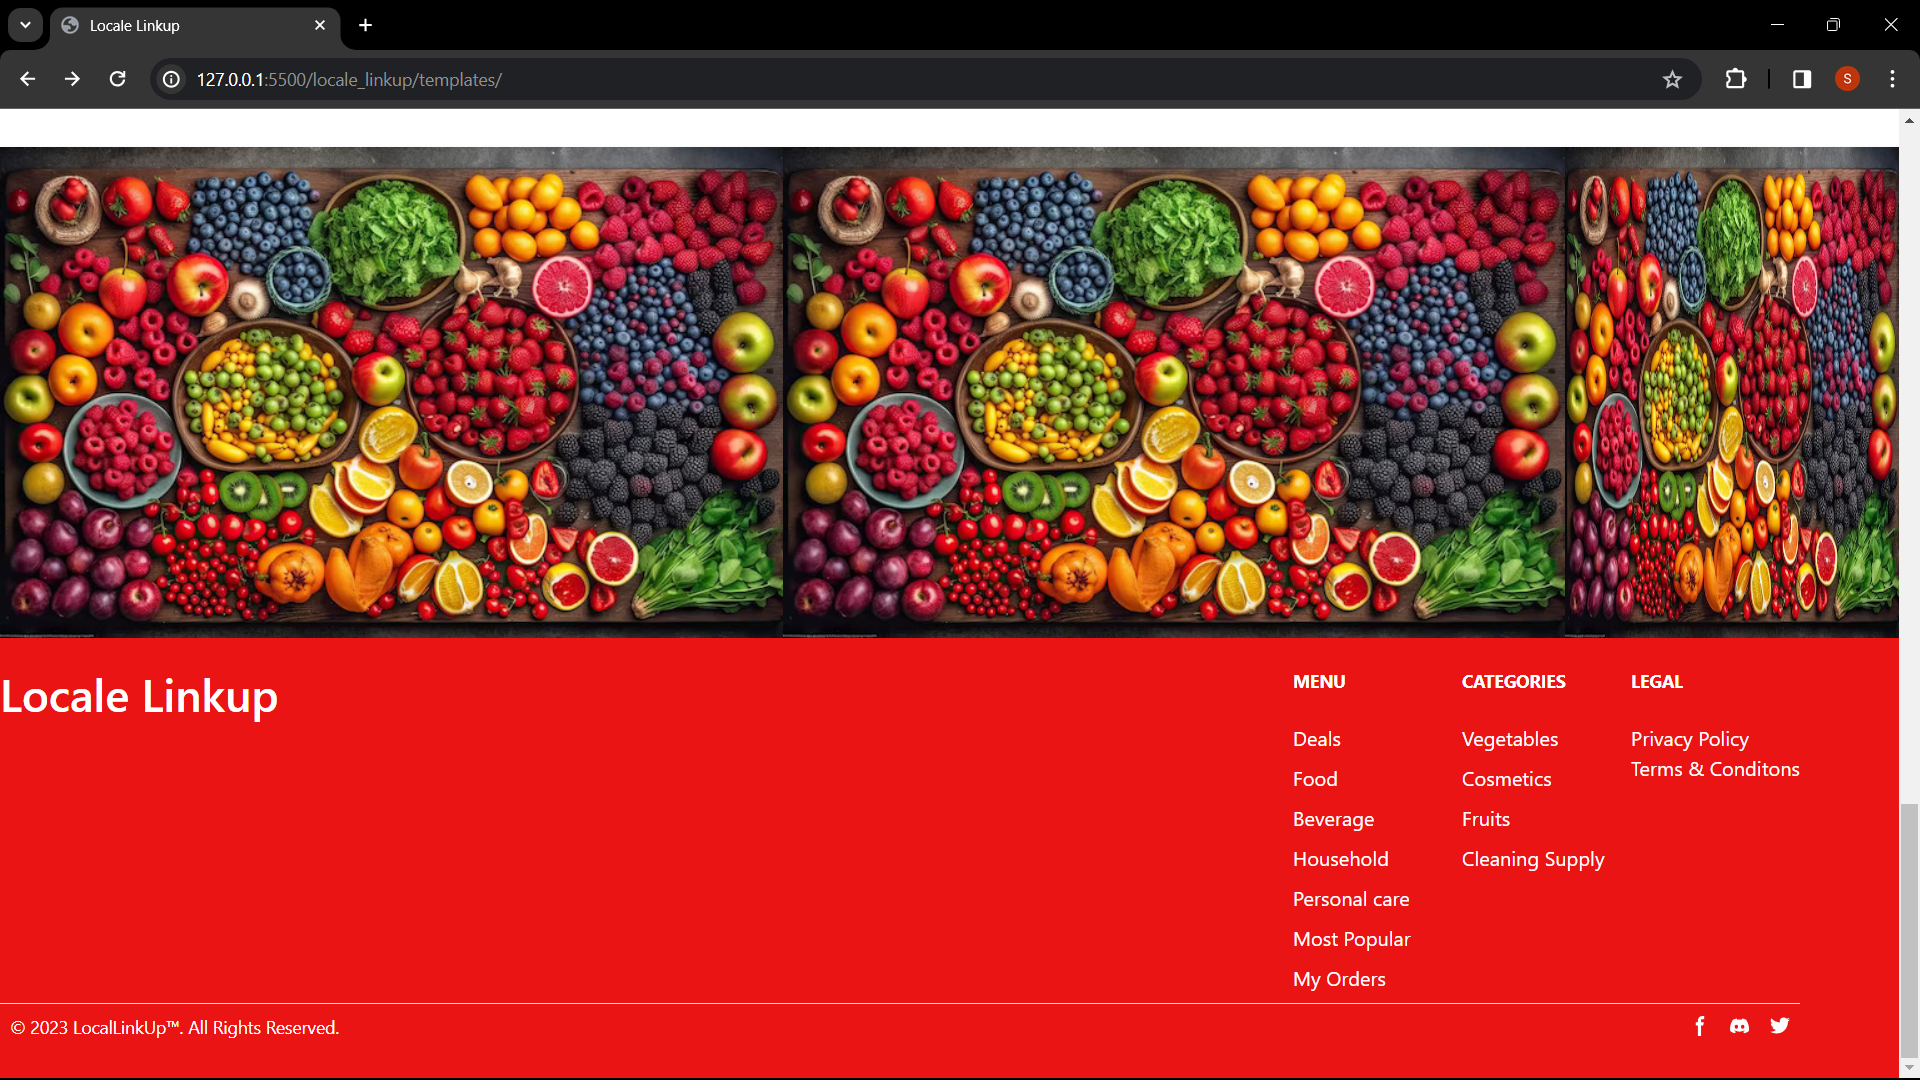 Locale Linkup
127.0.0.1:5500/locale_linkup/templates/
S
Locale Linkup
MENU
Deals
Food
Beverage
Household
Personal care
Most Popular
My Orders
CATEGORIES
Vegetables
Cosmetics
Fruits
Cleaning Supply
LEGAL
Privacy Policy
Terms & Conditons
© 2023 LocalLinkUp™. All Rights Reserved.